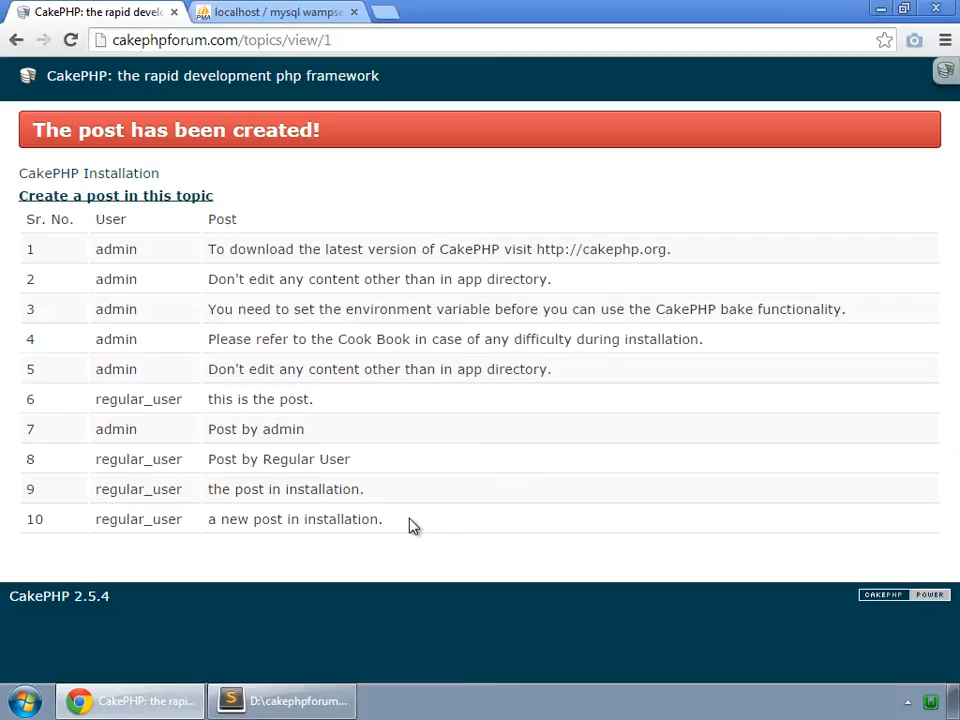 CakePHP: the rapid devel
localhost / mysql wampse
cakephpforum.com/topics/view/1
CakePHP: the rapid development php framework
The post has been created!
CakePHP Installation
Create a post in this topic
Sr. No. User Post
1 admin To download the latest version of CakePHP visit http://cakephp.org.
2 admin Don't edit any content other than in app directory.
3 admin You need to set the environment variable before you can use the CakePHP bake functionality.
4 admin Please refer to the Cook Book in case of any difficulty during installation.
5 admin Don't edit any content other than in app directory.
6 regular_user this is the post.
7 admin Post by admin
8 regular_user Post by Regular User
9 regular_user the post in installation.
10 regular_user a new post in installation.
CakePHP 2.5.4
CAKEPHP POWER
CakePHP: the rapi...
D:\cakephpforum...